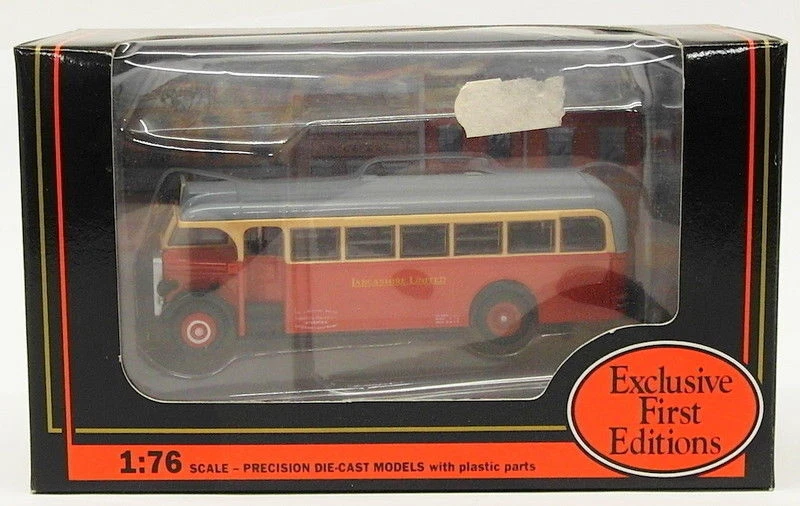 LANCASHIRE UNITED
Exclusive
First
Editions
1:76 SCALE – PRECISION DIE-CAST MODELS with plastic parts